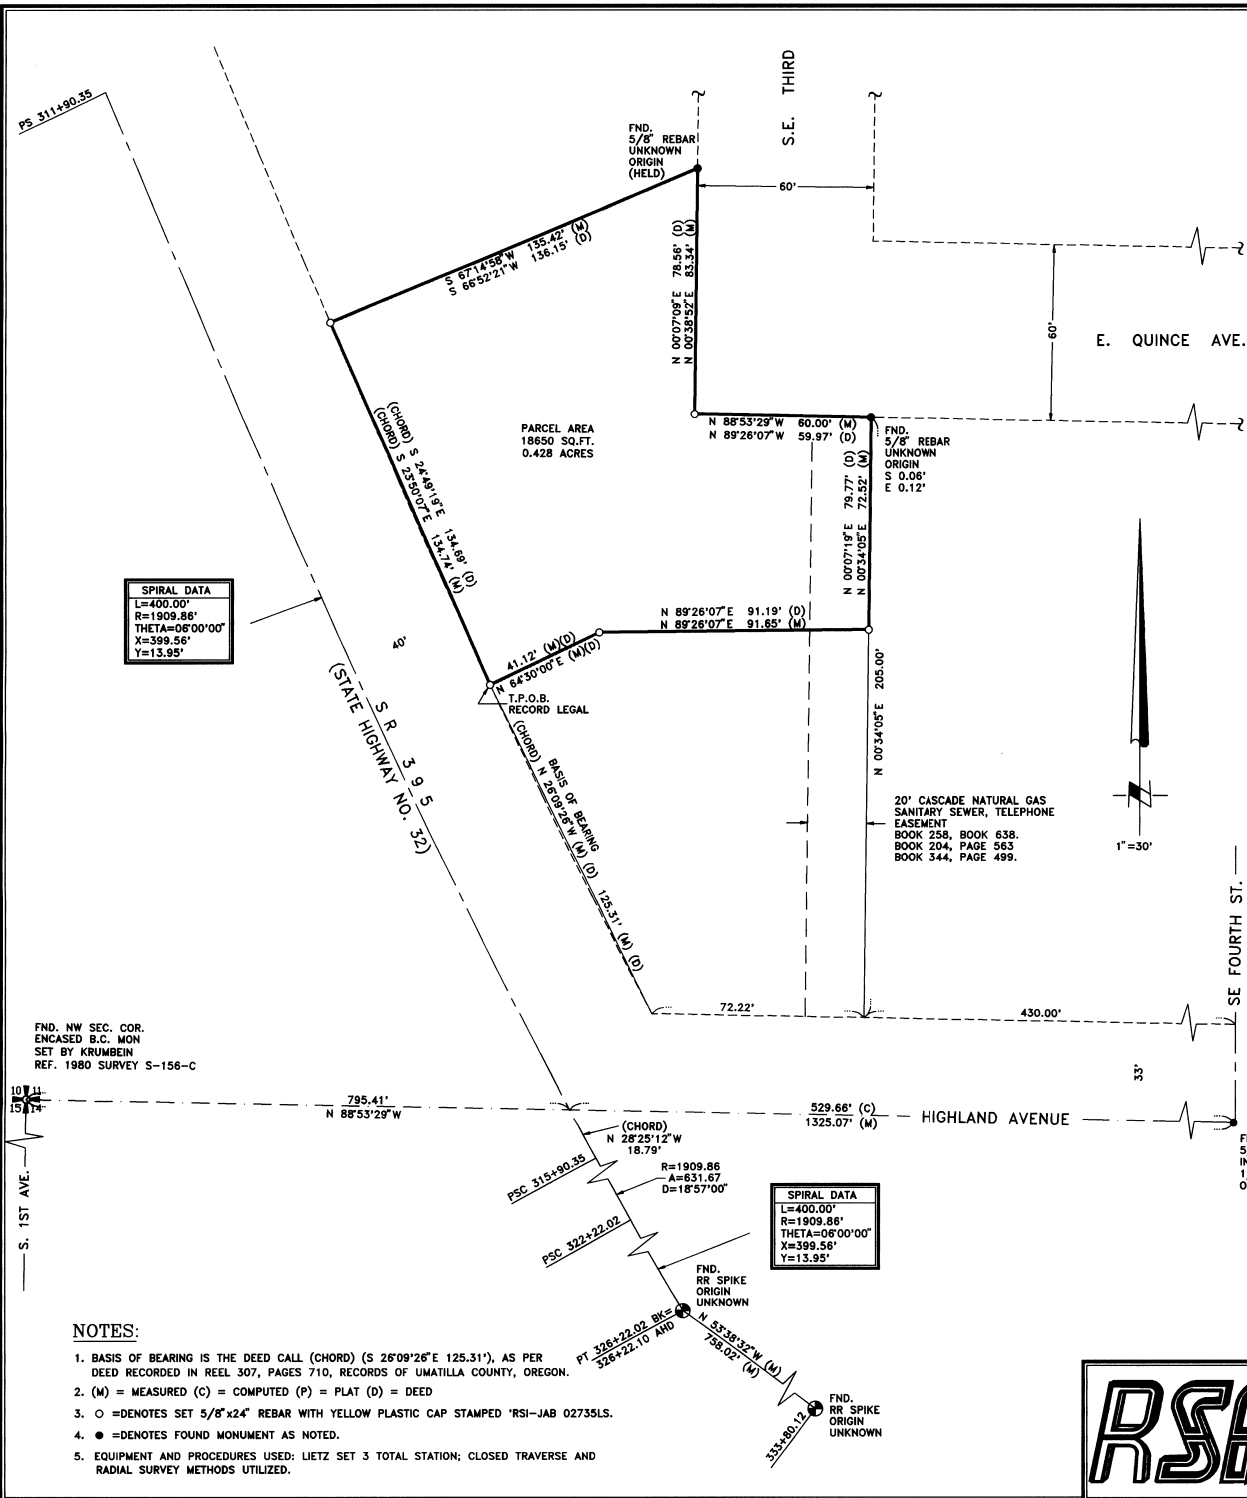 PS 311+90.35
S.E. THIRD
FND.
5/8" REBAR
UNKNOWN
ORIGIN
(HELD)
60'
S 67°14'58"W 135.42' (M)
S 66°52'21"W 136.15' (D)
N 00°07'09"E 78.56' (D)
N 00°38'52"E 83.34' (M)
60'
E. QUINCE AVE.
(CHORD) S 24°49'19"E 134.69' (D)
(CHORD) S 23°50'07"E 134.74' (M)
PARCEL AREA
18650 SQ.FT.
0.428 ACRES
N 88°53'29"W 60.00' (M)
N 89°26'07"W 59.97' (D)
FND.
5/8" REBAR
UNKNOWN
ORIGIN
S 0.06'
E 0.12'
N 00°07'19"E 79.77' (D)
N 00°34'05"E 72.52' (M)
SPIRAL DATA
L=400.00'
R=1909.86'
THETA=06°00'00"
X=399.56'
Y=13.95'
40'
SR 395
(STATE HIGHWAY NO. 32)
N 89°26'07"E 91.19' (D)
N 89°26'07"E 91.65' (M)
41.12' (M)(D)
N 64°30'00"E (M)(D)
T.P.O.B.
RECORD LEGAL
BASIS OF BEARING
(CHORD) N 26°09'26"W (M) (D) 125.31' (M) (D)
N 00°34'05"E 205.00'
20' CASCADE NATURAL GAS
SANITARY SEWER, TELEPHONE
EASEMENT
BOOK 258, BOOK 638.
BOOK 204, PAGE 563
BOOK 344, PAGE 499.
1"=30'
SE FOURTH ST.
72.22'
430.00'
33'
FND. NW SEC. COR.
ENCASED B.C. MON
SET BY KRUMBEIN
REF. 1980 SURVEY S-156-C
10 11
15 14
795.41'
N 88°53'29"W
529.66' (C)
1325.07' (M)
HIGHLAND AVENUE
S. 1ST AVE.
(CHORD)
N 28°25'12"W
18.79'
PSC 315+90.35
R=1909.86
A=631.67
D=18°57'00"
PSC 322+22.02
SPIRAL DATA
L=400.00'
R=1909.86'
THETA=06°00'00"
X=399.56'
Y=13.95'
FND.
RR SPIKE
ORIGIN
UNKNOWN
PT 326+22.02 BK=
326+22.10 AHD
N 53°38'32"W (M)
758.02' (M)
FND.
RR SPIKE
ORIGIN
UNKNOWN
333+80.12
NOTES:
1. BASIS OF BEARING IS THE DEED CALL (CHORD) (S 26°09'26"E 125.31'), AS PER
DEED RECORDED IN REEL 307, PAGES 710, RECORDS OF UMATILLA COUNTY, OREGON.
2. (M) = MEASURED (C) = COMPUTED (P) = PLAT (D) = DEED
3. ○ =DENOTES SET 5/8"x24" REBAR WITH YELLOW PLASTIC CAP STAMPED 'RSI-JAB 02735LS.
4. ● =DENOTES FOUND MONUMENT AS NOTED.
5. EQUIPMENT AND PROCEDURES USED: LIETZ SET 3 TOTAL STATION; CLOSED TRAVERSE AND
RADIAL SURVEY METHODS UTILIZED.